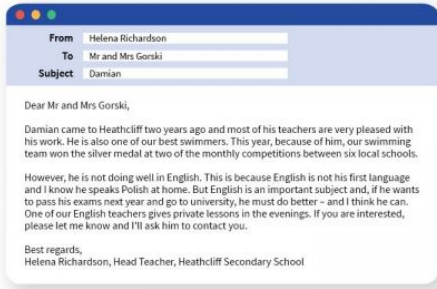 From Helena Richardson
To Mr and Mrs Gorski
Subject Damian
Dear Mr and Mrs Gorski,
Damian came to Heathcliff two years ago and most of his teachers are very pleased with
his work. He is also one of our best swimmers. This year, because of him, our swimming
team won the silver medal at two of the monthly competitions between six local schools.
However, he is not doing well in English. This is because English is not his first language
and I know he speaks Polish at home. But English is an important subject and, if he wants
to pass his exams next year and go to university, he must do better – and I think he can.
One of our English teachers gives private lessons in the evenings. If you are interested,
please let me know and I'll ask him to contact you.
Best regards,
Helena Richardson, Head Teacher, Heathcliff Secondary School